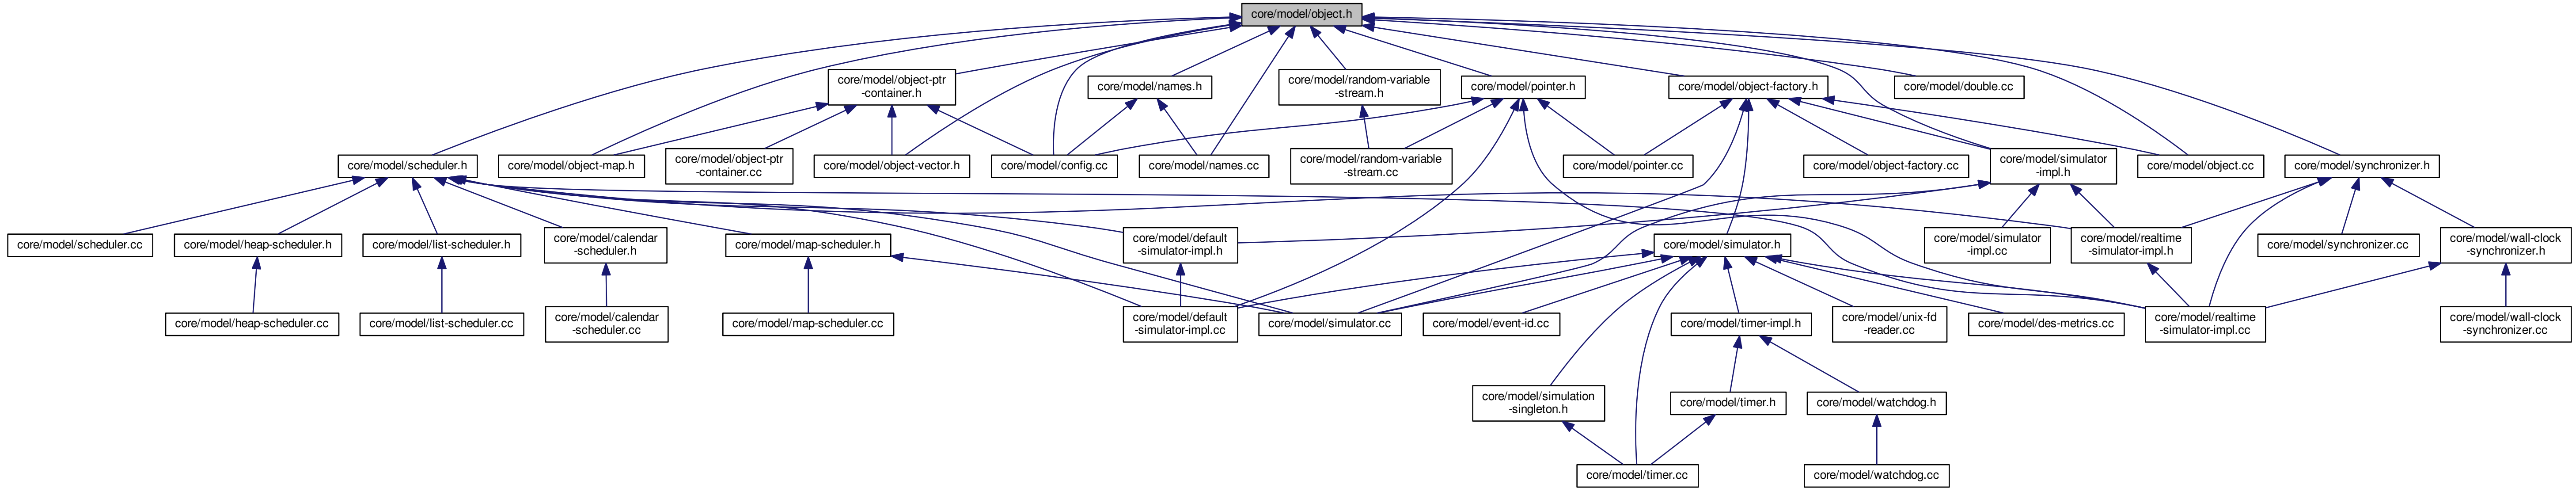 core/model/object.h
core/model/object-ptr
-container.h
core/model/names.h
core/model/random-variable
-stream.h
core/model/pointer.h
core/model/object-factory.h
core/model/double.cc
core/model/scheduler.h
core/model/object-map.h
core/model/object-ptr
-container.cc
core/model/object-vector.h
core/model/config.cc
core/model/names.cc
core/model/random-variable
-stream.cc
core/model/pointer.cc
core/model/object-factory.cc
core/model/simulator
-impl.h
core/model/object.cc
core/model/synchronizer.h
core/model/scheduler.cc
core/model/heap-scheduler.h
core/model/list-scheduler.h
core/model/calendar
-scheduler.h
core/model/map-scheduler.h
core/model/default
-simulator-impl.h
core/model/simulator.h
core/model/simulator
-impl.cc
core/model/realtime
-simulator-impl.h
core/model/synchronizer.cc
core/model/wall-clock
-synchronizer.h
core/model/heap-scheduler.cc
core/model/list-scheduler.cc
core/model/calendar
-scheduler.cc
core/model/map-scheduler.cc
core/model/default
-simulator-impl.cc
core/model/simulator.cc
core/model/event-id.cc
core/model/timer-impl.h
core/model/unix-fd
-reader.cc
core/model/des-metrics.cc
core/model/realtime
-simulator-impl.cc
core/model/wall-clock
-synchronizer.cc
core/model/simulation
-singleton.h
core/model/timer.h
core/model/watchdog.h
core/model/timer.cc
core/model/watchdog.cc